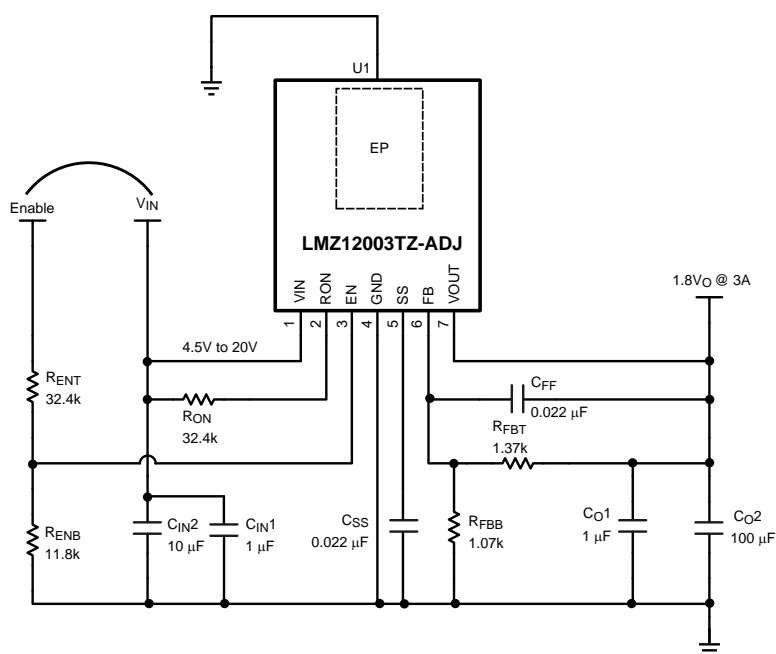 U1
EP
Enable
VIN
LMZ12003TZ-ADJ
VIN
RON
EN
GND
SS
FB
VOUT
1
2
3
4
5
6
7
1.8VO @ 3A
4.5V to 20V
RENT
32.4k
RON
32.4k
CFF
0.022 μF
RFBT
1.37k
RENB
11.8k
CIN2
10 μF
CIN1
1 μF
CSS
0.022 μF
RFBB
1.07k
CO1
1 μF
CO2
100 μF